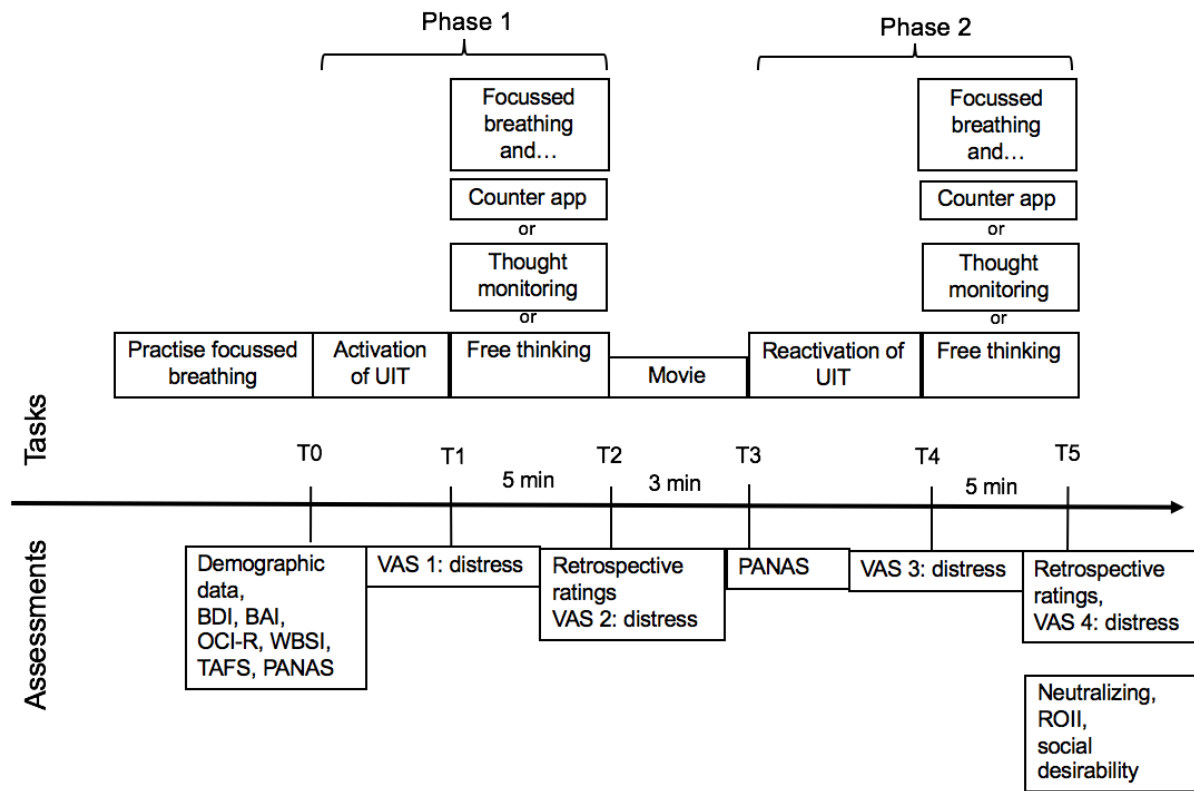 Phase 1
Phase 2
Focussed
breathing
and…
Counter app
or
Thought
monitoring
or
Focussed
breathing
and…
Counter app
or
Thought
monitoring
or
Practise focussed
breathing
Activation
of UIT
Free thinking
Movie
Reactivation of
UIT
Free thinking
Tasks
T0
T1
T2
T3
T4
T5
5 min
3 min
5 min
Assessments
Demographic
data,
BDI, BAI,
OCI-R, WBSI,
TAFS, PANAS
VAS 1: distress
Retrospective
ratings
VAS 2: distress
PANAS
VAS 3: distress
Retrospective
ratings,
VAS 4: distress
Neutralizing,
ROII,
social
desirability